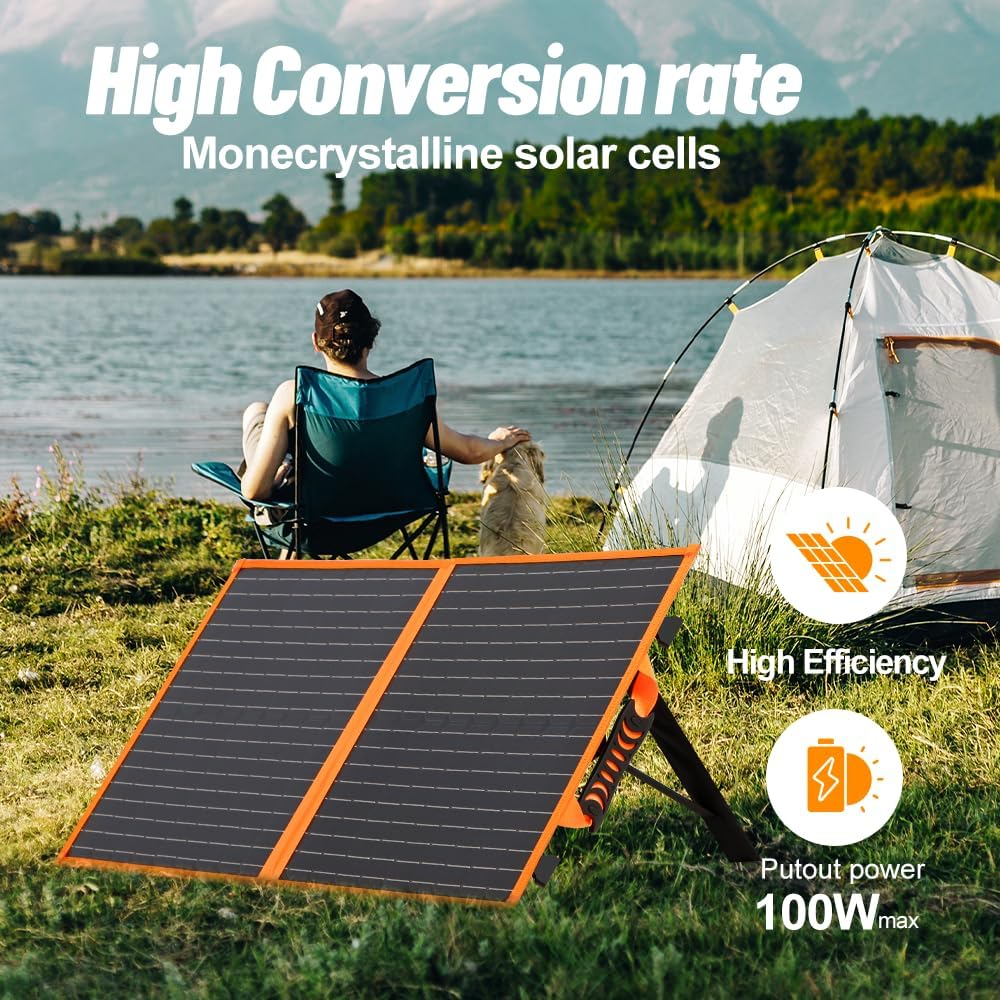 High Conversion rate
Monecrystalline solar cells
High Efficiency
Putout power
100Wmax